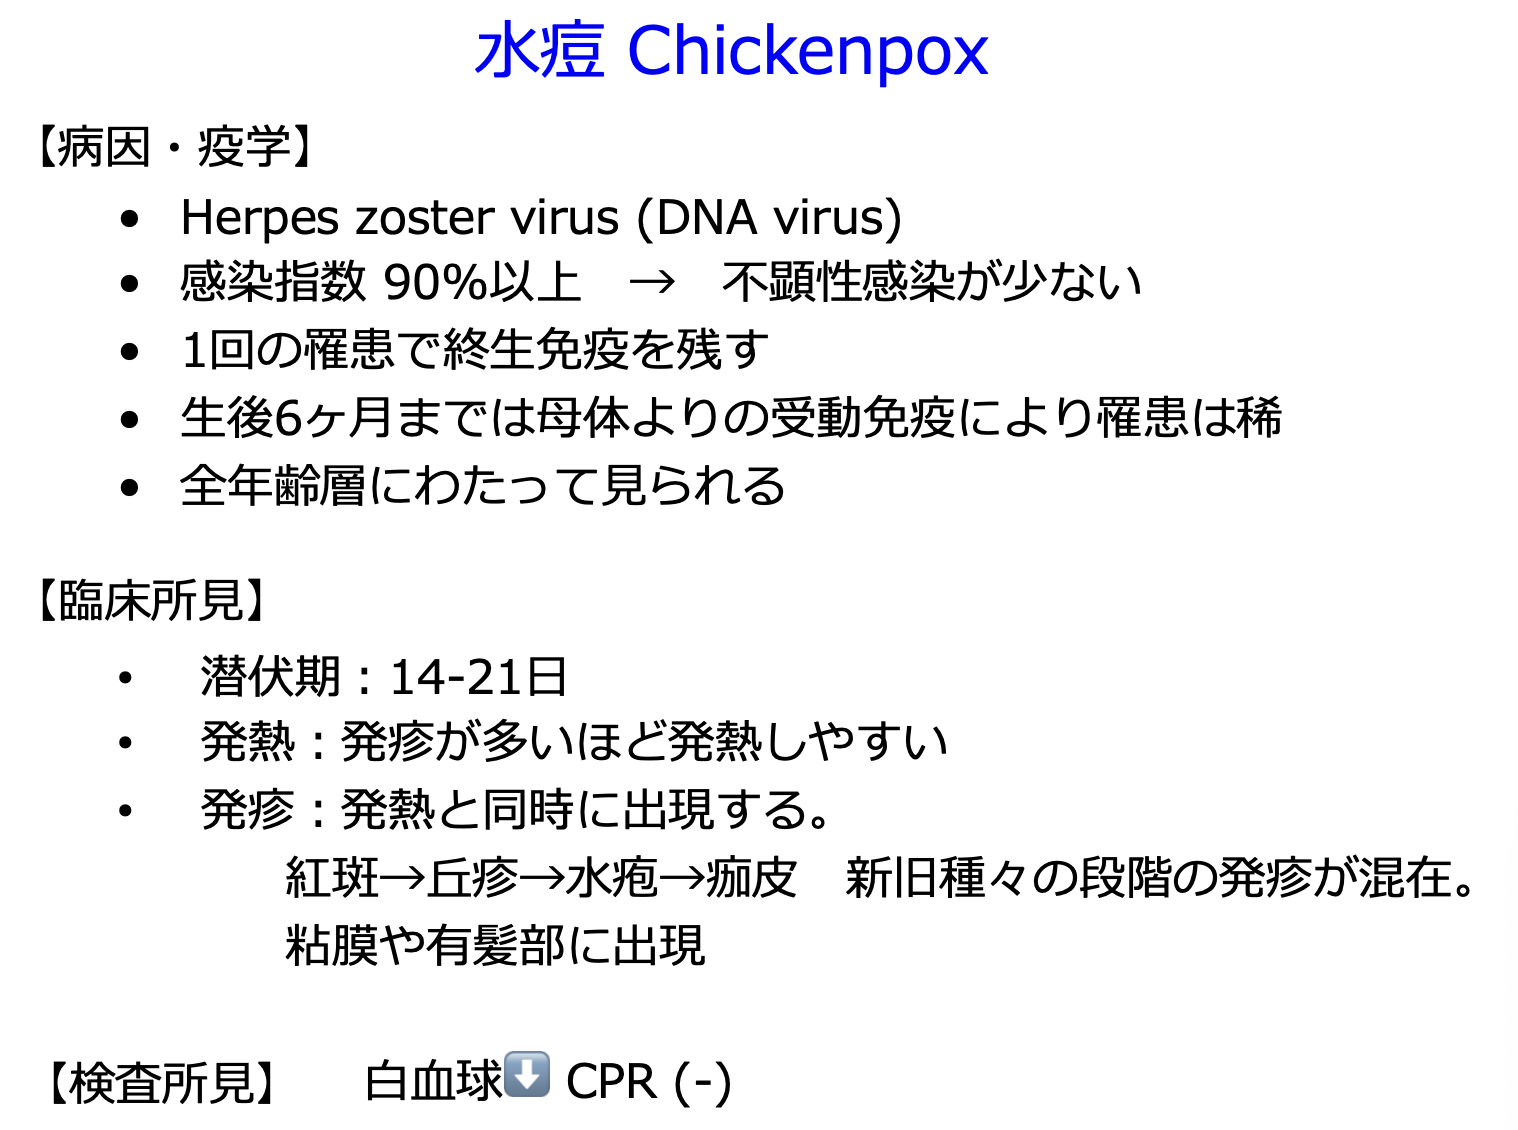 水痘 Chickenpox
【病因・疫学】
• Herpes zoster virus (DNA virus)
• 感染指数 90%以上　→　不顕性感染が少ない
• 1回の罹患で終生免疫を残す
• 生後6ヶ月までは母体よりの受動免疫により罹患は稀
• 全年齢層にわたって見られる
【臨床所見】
• 潜伏期：14-21日
• 発熱：発疹が多いほど発熱しやすい
• 発疹：発熱と同時に出現する。
紅斑→丘疹→水疱→痂皮　新旧種々の段階の発疹が混在。
粘膜や有髪部に出現
【検査所見】　白血球⬇️ CPR (-)